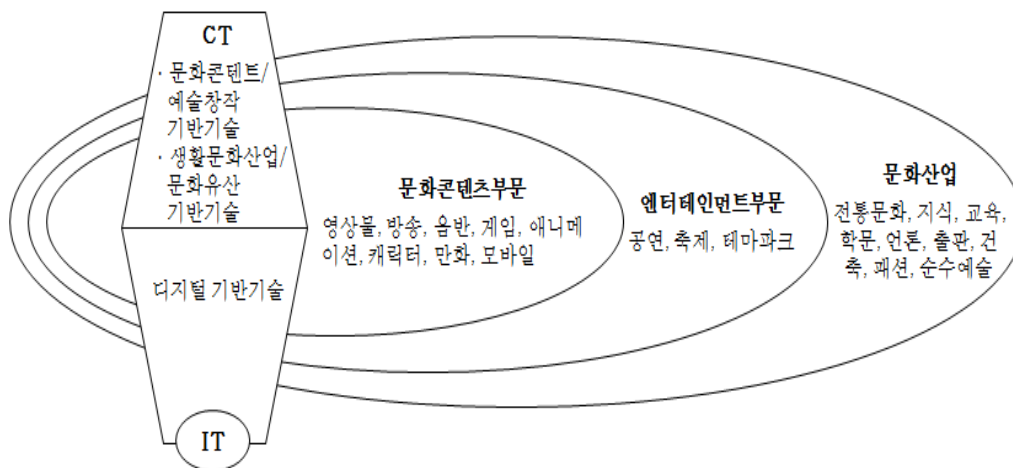 CT
· 문화콘텐트/
예술창작
기반기술
· 생활문화산업/
문화유산
기반기술
디지털 기반기술
IT
문화콘텐츠부문
영상물, 방송, 음반, 게임, 애니메
이션, 캐릭터, 만화, 모바일
엔터테인먼트부문
공연, 축제, 테마파크
문화산업
전통문화, 지식, 교육,
학문, 언론, 출판, 건
축, 패션, 순수예술